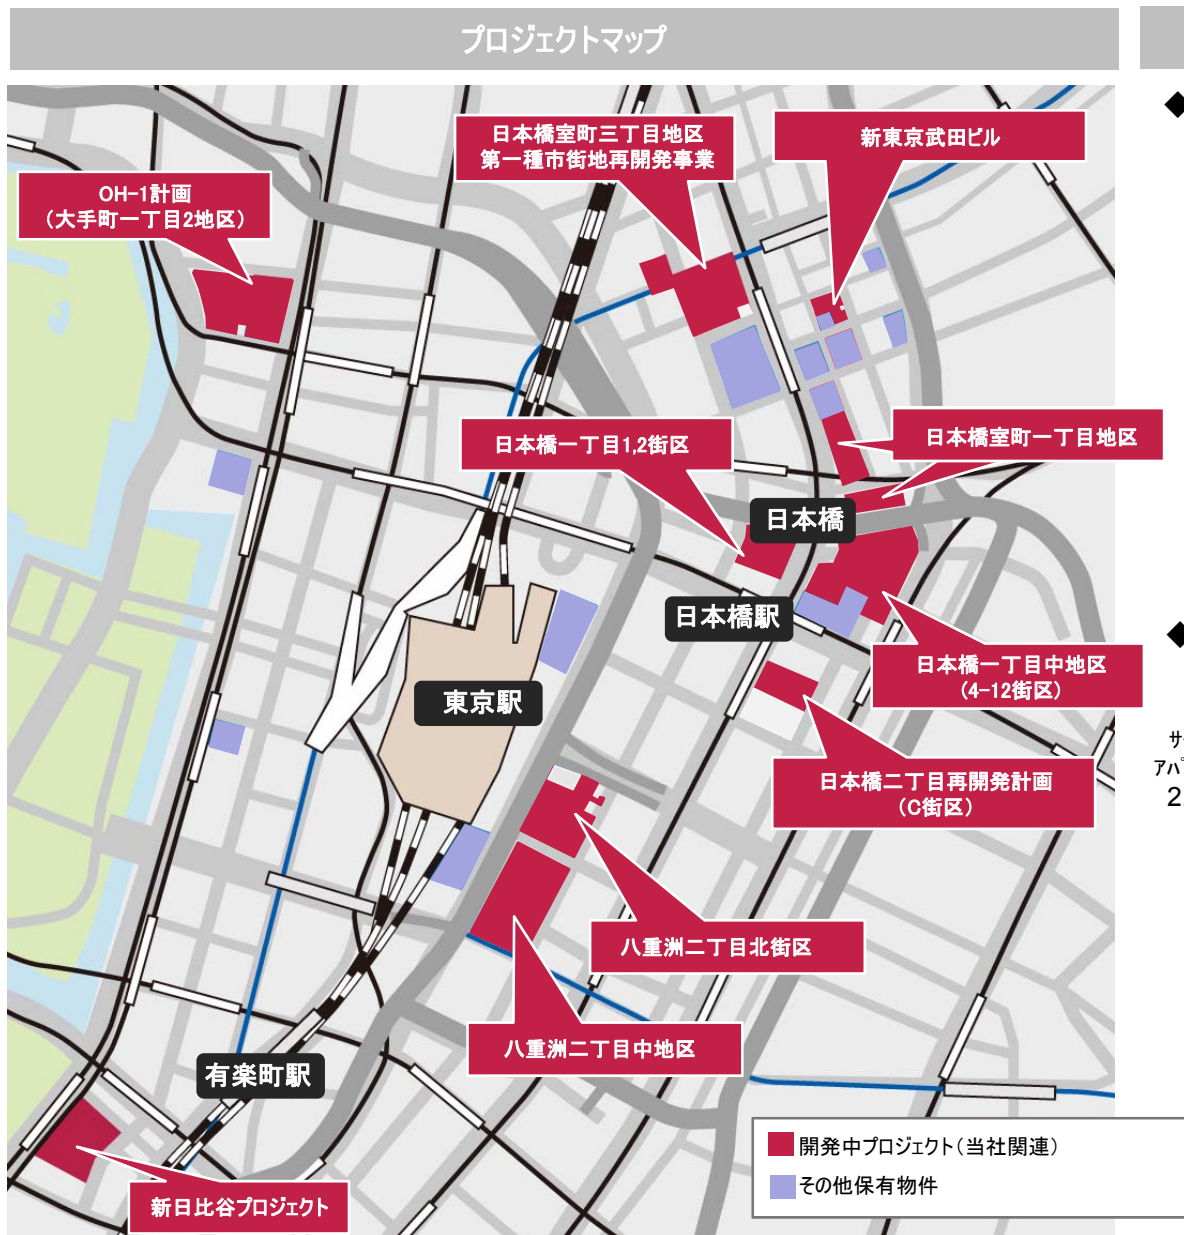 プロジェクトマップ
◆
日本橋室町三丁目地区
第一種市街地再開発事業
新東京武田ビル
OH-1計画
（大手町一丁目2地区）
日本橋一丁目1,2街区
日本橋室町一丁目地区
日本橋
日本橋駅
◆
日本橋一丁目中地区
(4-12街区)
東京駅
サ
アパ
2
日本橋二丁目再開発計画
(C街区)
八重洲二丁目北街区
八重洲二丁目中地区
有楽町駅
新日比谷プロジェクト
開発中プロジェクト（当社関連）
その他保有物件